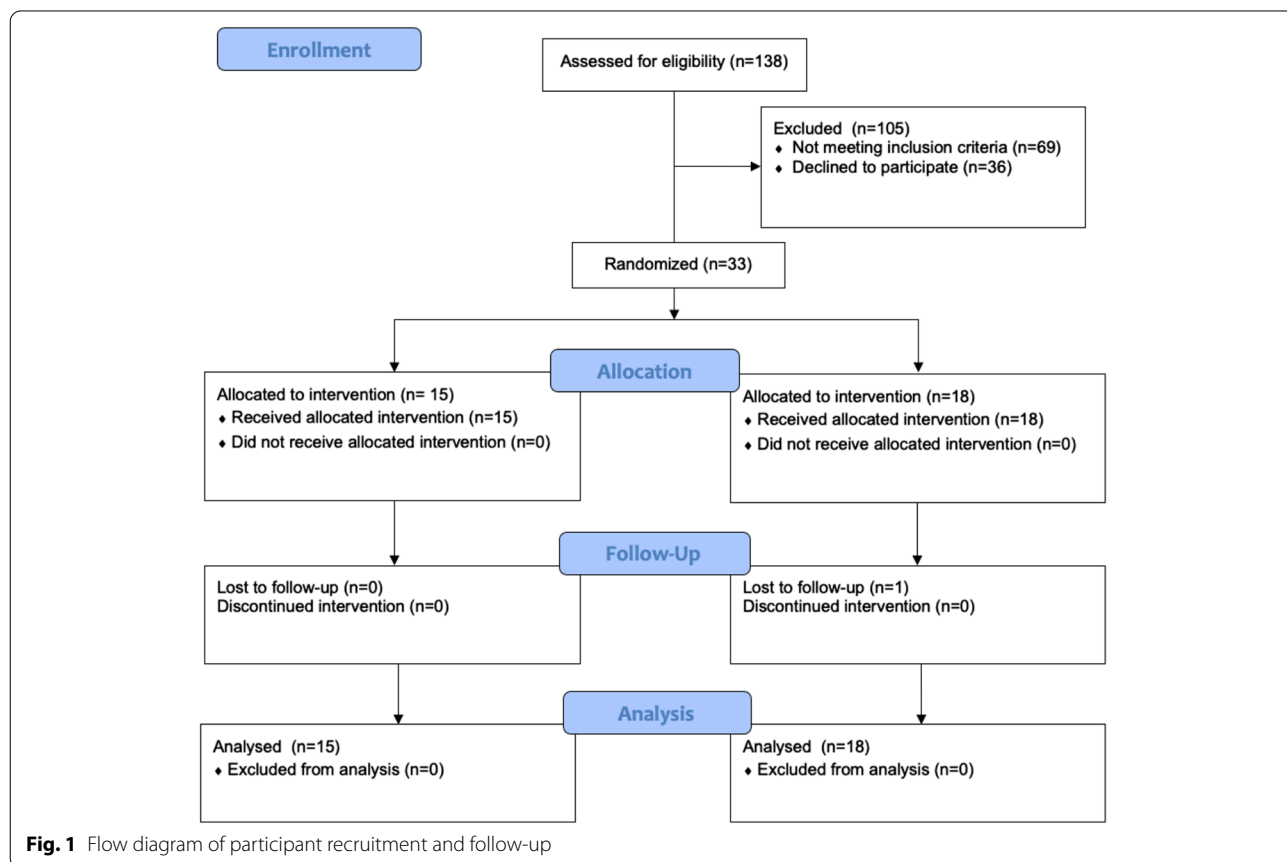 Enrollment
Assessed for eligibility (n=138)
Excluded (n=105)
♦ Not meeting inclusion criteria (n=69)
♦ Declined to participate (n=36)
Randomized (n=33)
Allocation
Allocated to intervention (n= 15)
♦ Received allocated intervention (n=15)
♦ Did not receive allocated intervention (n=0)
Allocated to intervention (n=18)
♦ Received allocated intervention (n=18)
♦ Did not receive allocated intervention (n=0)
Follow-Up
Lost to follow-up (n=0)
Discontinued intervention (n=0)
Lost to follow-up (n=1)
Discontinued intervention (n=0)
Analysis
Analysed (n=15)
♦ Excluded from analysis (n=0)
Analysed (n=18)
♦ Excluded from analysis (n=0)
Fig. 1 Flow diagram of participant recruitment and follow-up